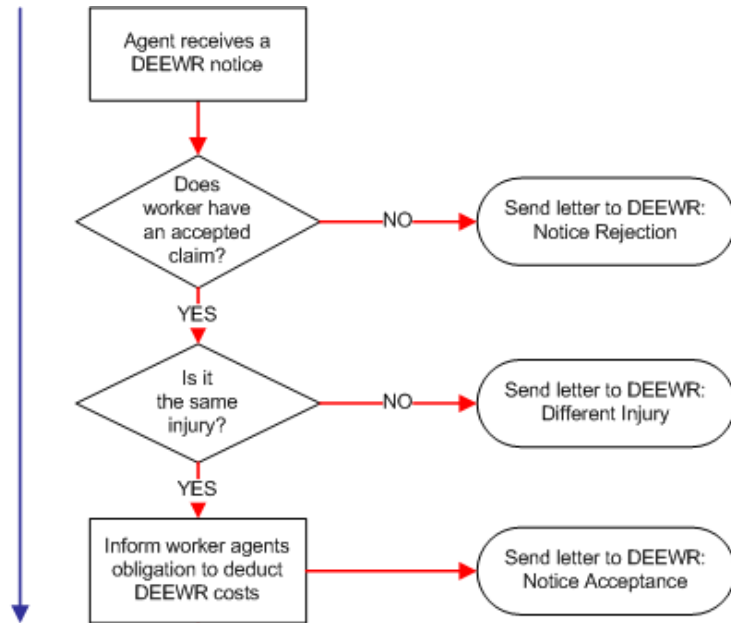 Agent receives a
DEEWR notice
Does
worker have
an accepted
claim?
NO
Send letter to DEEWR:
Notice Rejection
YES
Is it
the same
injury?
NO
Send letter to DEEWR:
Different Injury
YES
Inform worker agents
obligation to deduct
DEEWR costs
Send letter to DEEWR:
Notice Acceptance